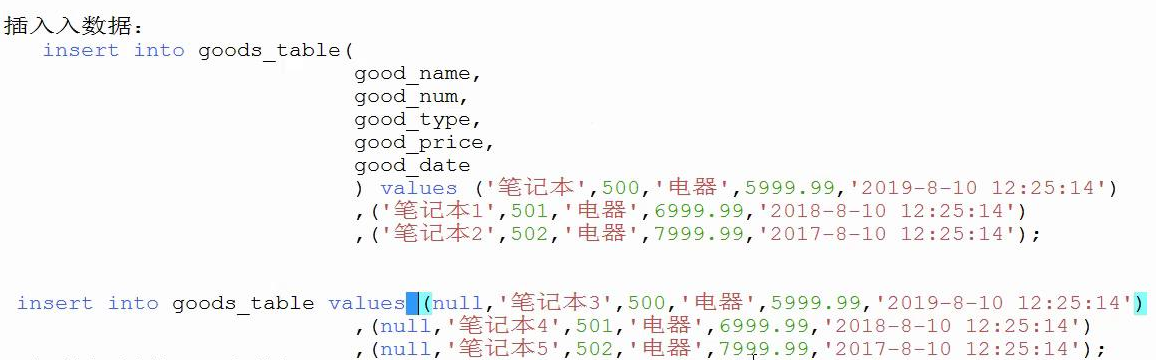 插入入数据:
insert into goods_table(
good_name,
good_num,
good_type,
good_price,
good_date
) values ('笔记本',500,'电器',5999.99,'2019-8-10 12:25:14')
,('笔记本1',501,'电器',6999.99,'2018-8-10 12:25:14')
,('笔记本2',502,'电器',7999.99,'2017-8-10 12:25:14');
insert into goods_table values (null,'笔记本3',500,'电器',5999.99,'2019-8-10 12:25:14')
,(null,'笔记本4',501,'电器',6999.99,'2018-8-10 12:25:14')
,(null,'笔记本5',502,'电器',7999.99,'2017-8-10 12:25:14');